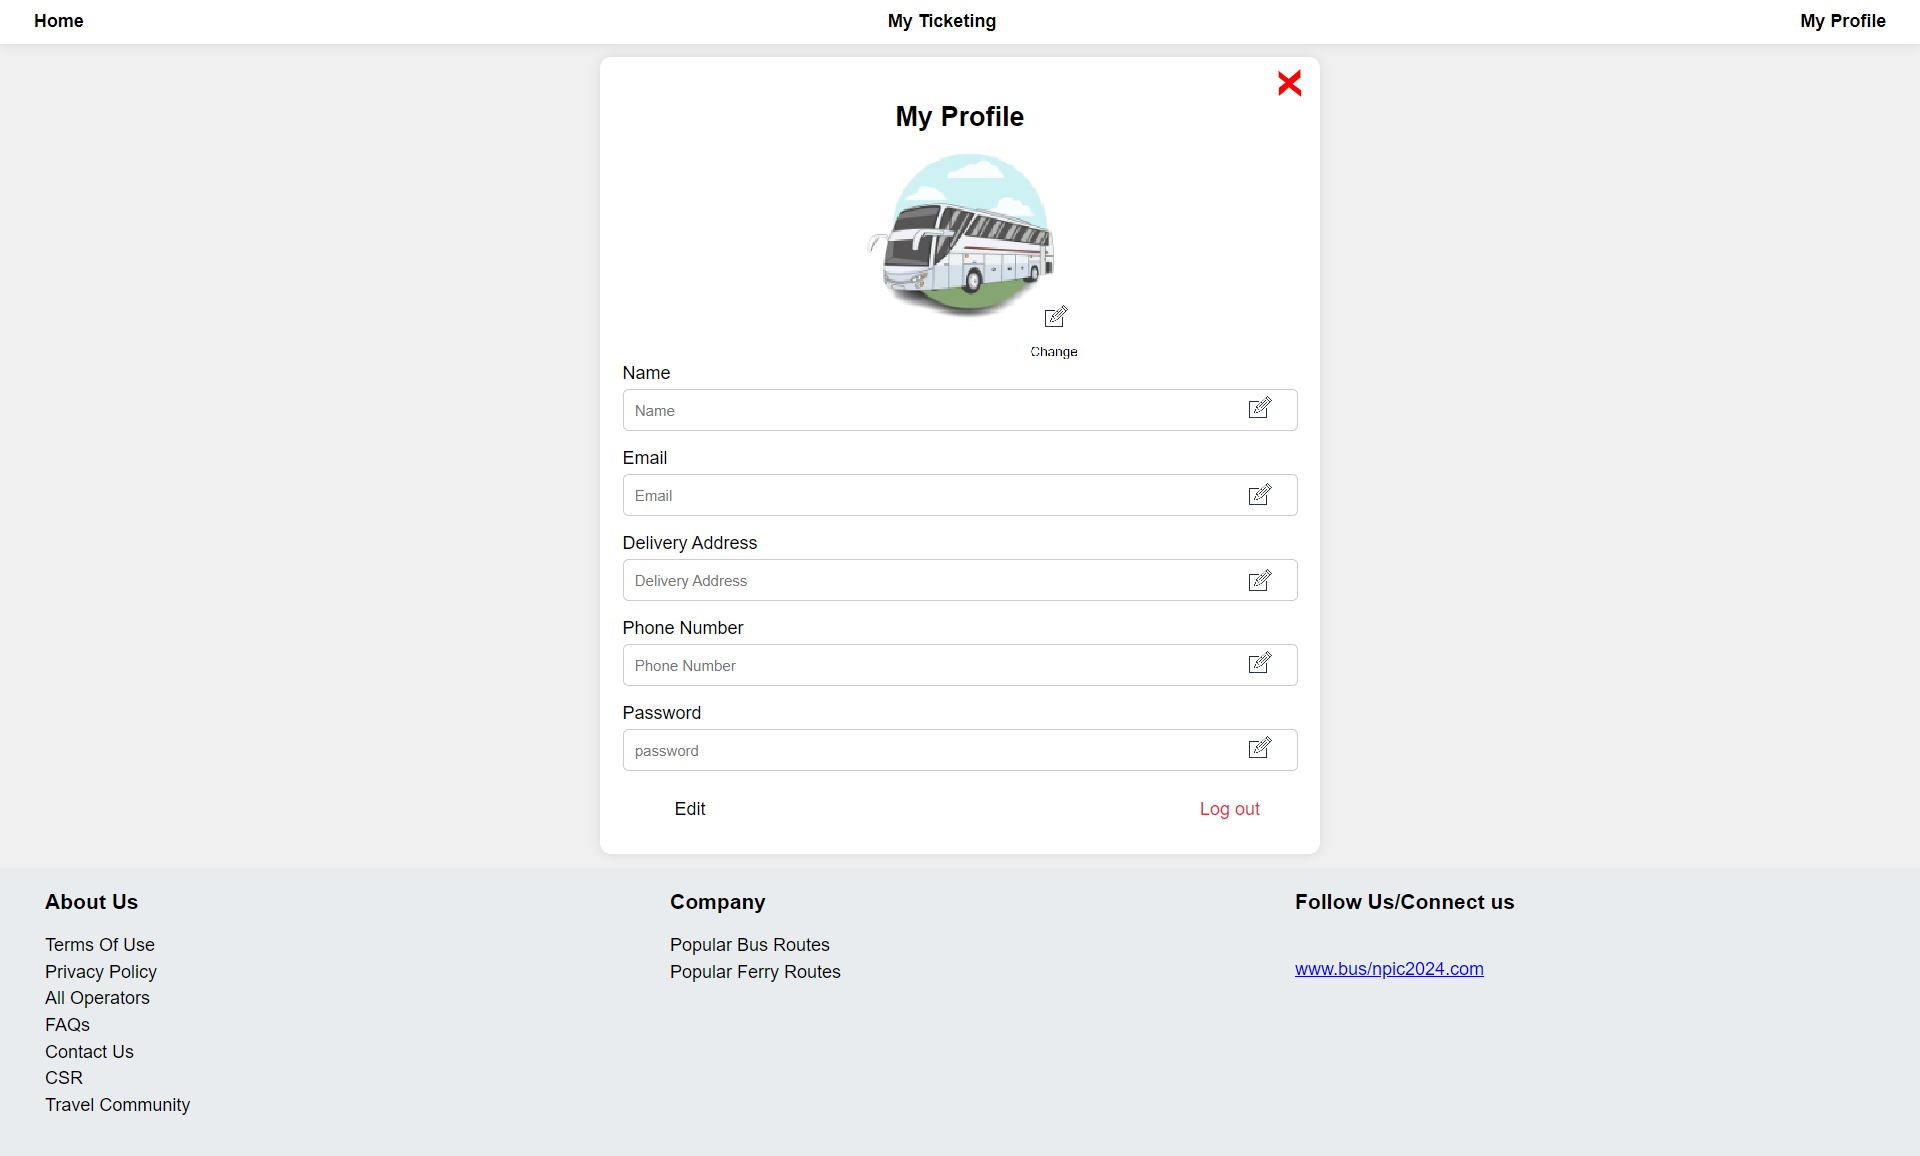 Home
My Ticketing
My Profile
My Profile
Change
Name
Name
Email
Email
Delivery Address
Delivery Address
Phone Number
Phone Number
Password
password
Edit
Log out
About Us
Terms Of Use
Privacy Policy
All Operators
FAQs
Contact Us
CSR
Travel Community
Company
Popular Bus Routes
Popular Ferry Routes
Follow Us/Connect us
www.bus/npic2024.com